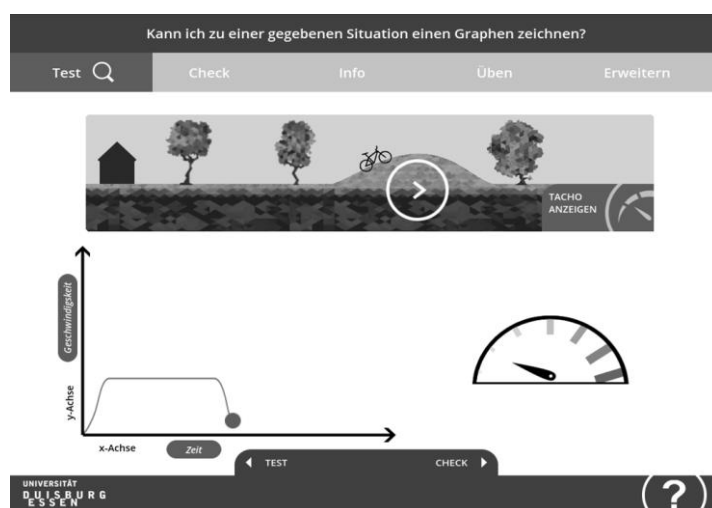 Kann ich zu einer gegebenen Situation einen Graphen zeichnen?
Test Check Info Üben Erweitern
TACHO
ANZEIGEN
Geschwindigkeit
y-Achse
x-Achse Zeit
TEST CHECK
UNIVERSITÄT
DUISBURG
ESSEN
?